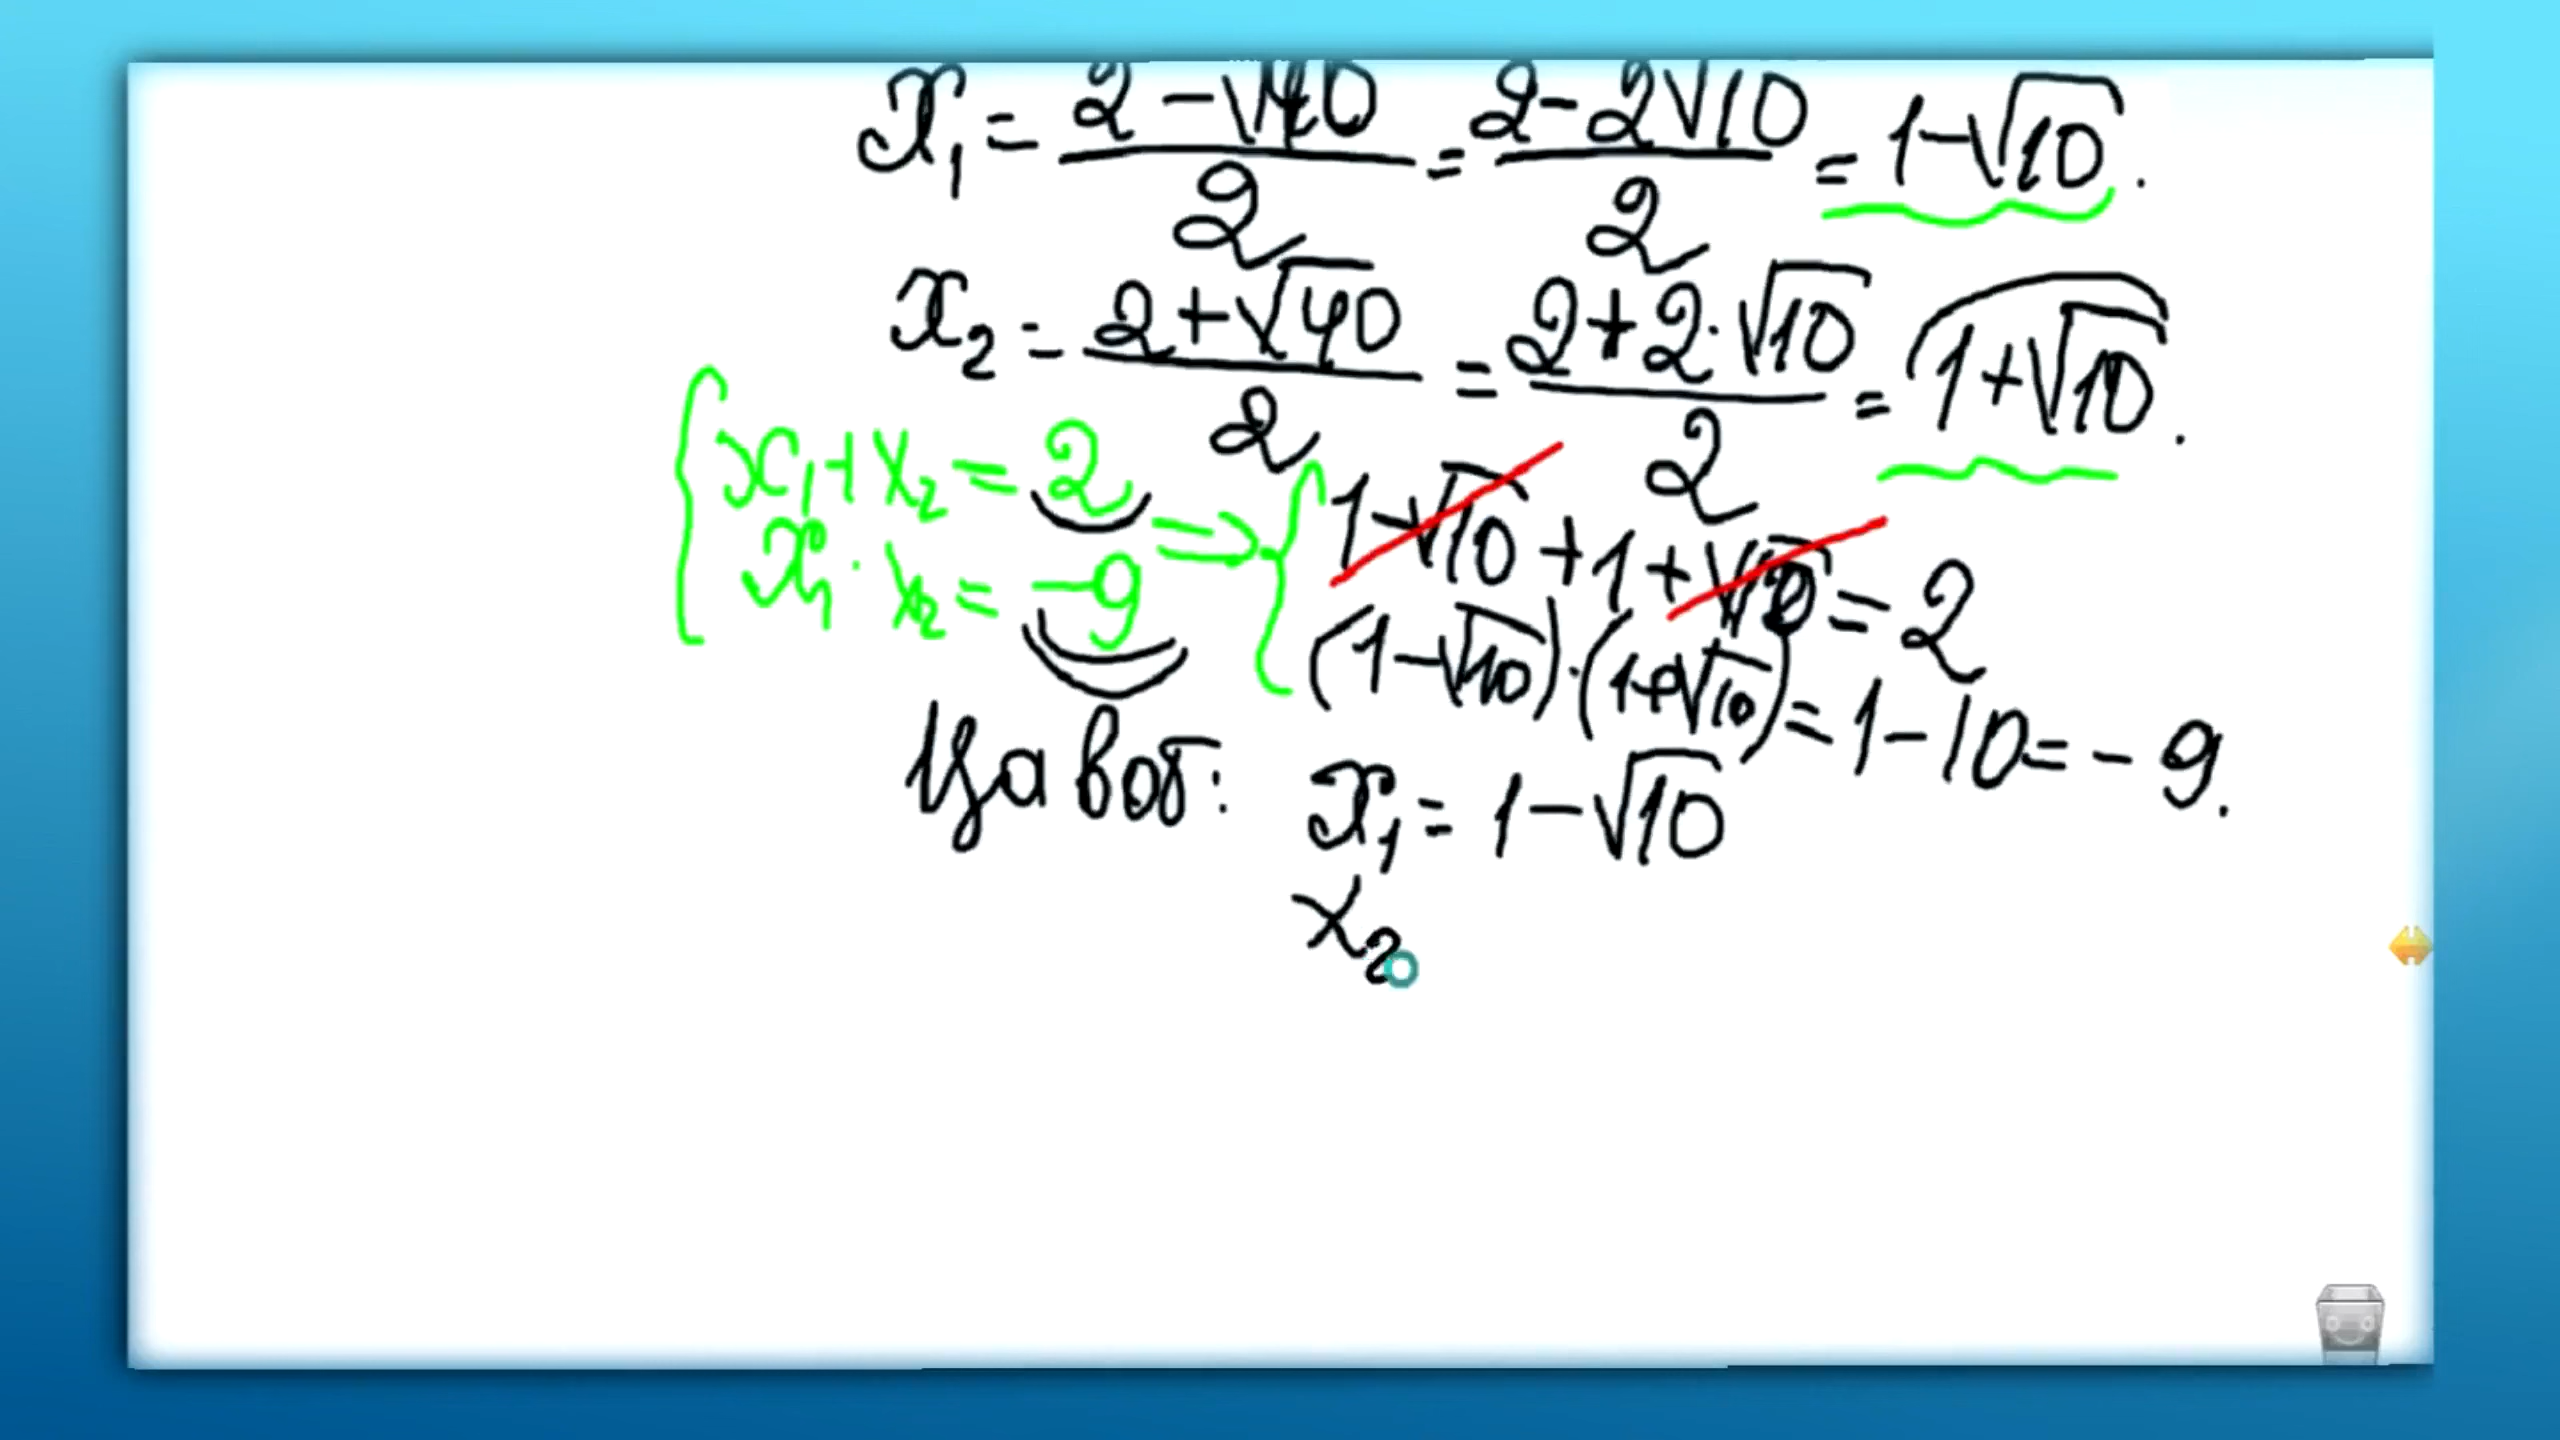 x₁ = (2 − √40)/2 = (2 − 2√10)/2 = 1 − √10.
x₂ = (2 + √40)/2 = (2 + 2·√10)/2 = 1 + √10.
{ x₁ + x₂ = 2
x₁ · x₂ = −9
⇒ { 1 − √10 + 1 + √10 = 2
(1 − √10) · (1 + √10) = 1 − 10 = − 9.
Ҷавоб: x₁ = 1 − √10
x₂